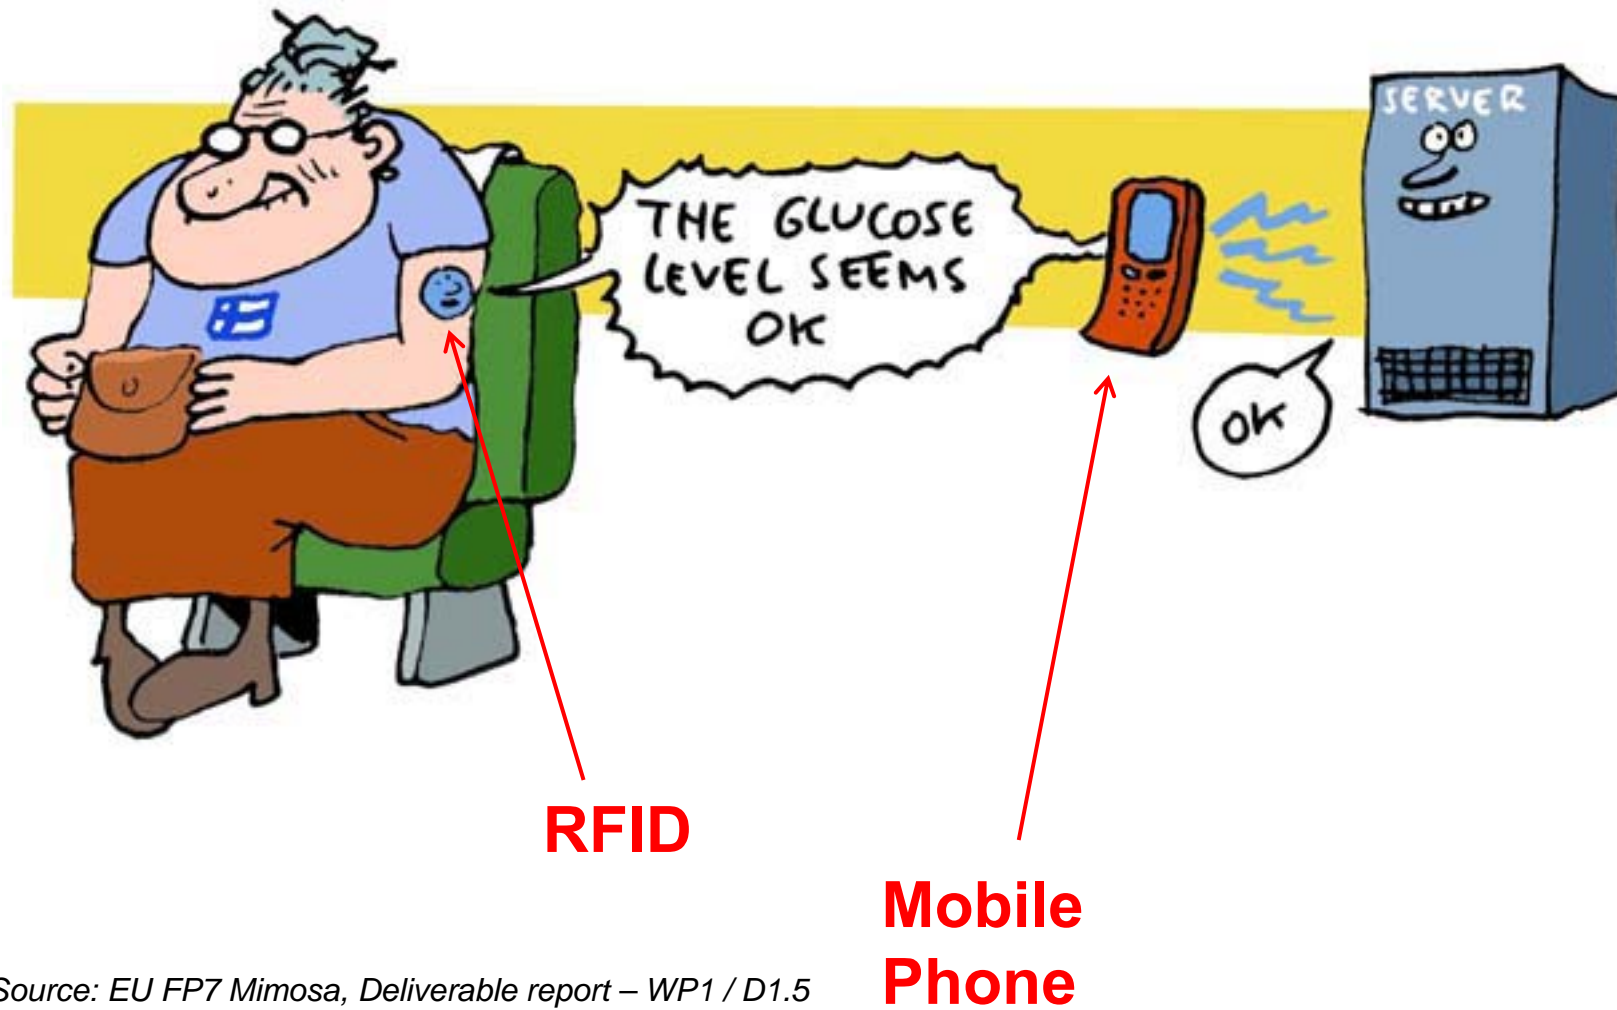 SERVER
THE GLUCOSE
LEVEL SEEMS
OK
OK
RFID
Mobile
Phone
Source: EU FP7 Mimosa, Deliverable report – WP1 / D1.5